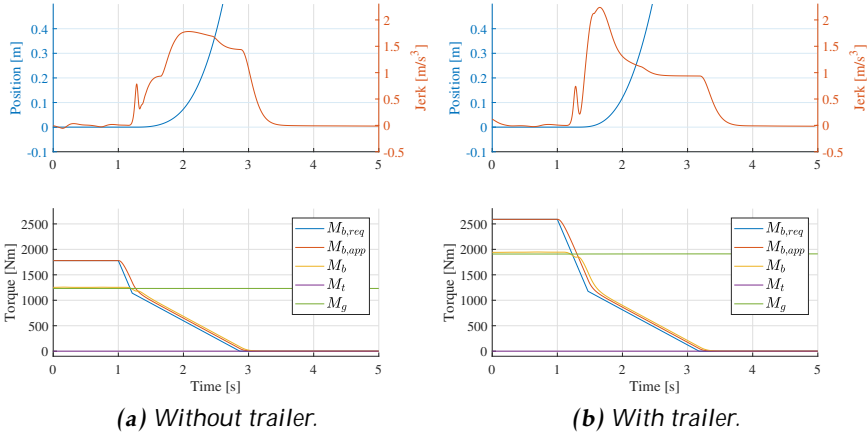 0.4
0.3
0.2
0.1
0
-0.1
Position [m]
2
1.5
1
0.5
0
-0.5
Jerk [m/s³]
0 1 2 3 4 5
2500
2000
1500
1000
500
0
Torque [Nm]
M_{b,req}
M_{b,app}
M_b
M_t
M_g
0 1 2 3 4 5
Time [s]
(a) Without trailer.
0.4
0.3
0.2
0.1
0
-0.1
Position [m]
2
1.5
1
0.5
0
-0.5
Jerk [m/s³]
0 1 2 3 4 5
2500
2000
1500
1000
500
0
Torque [Nm]
M_{b,req}
M_{b,app}
M_b
M_t
M_g
0 1 2 3 4 5
Time [s]
(b) With trailer.